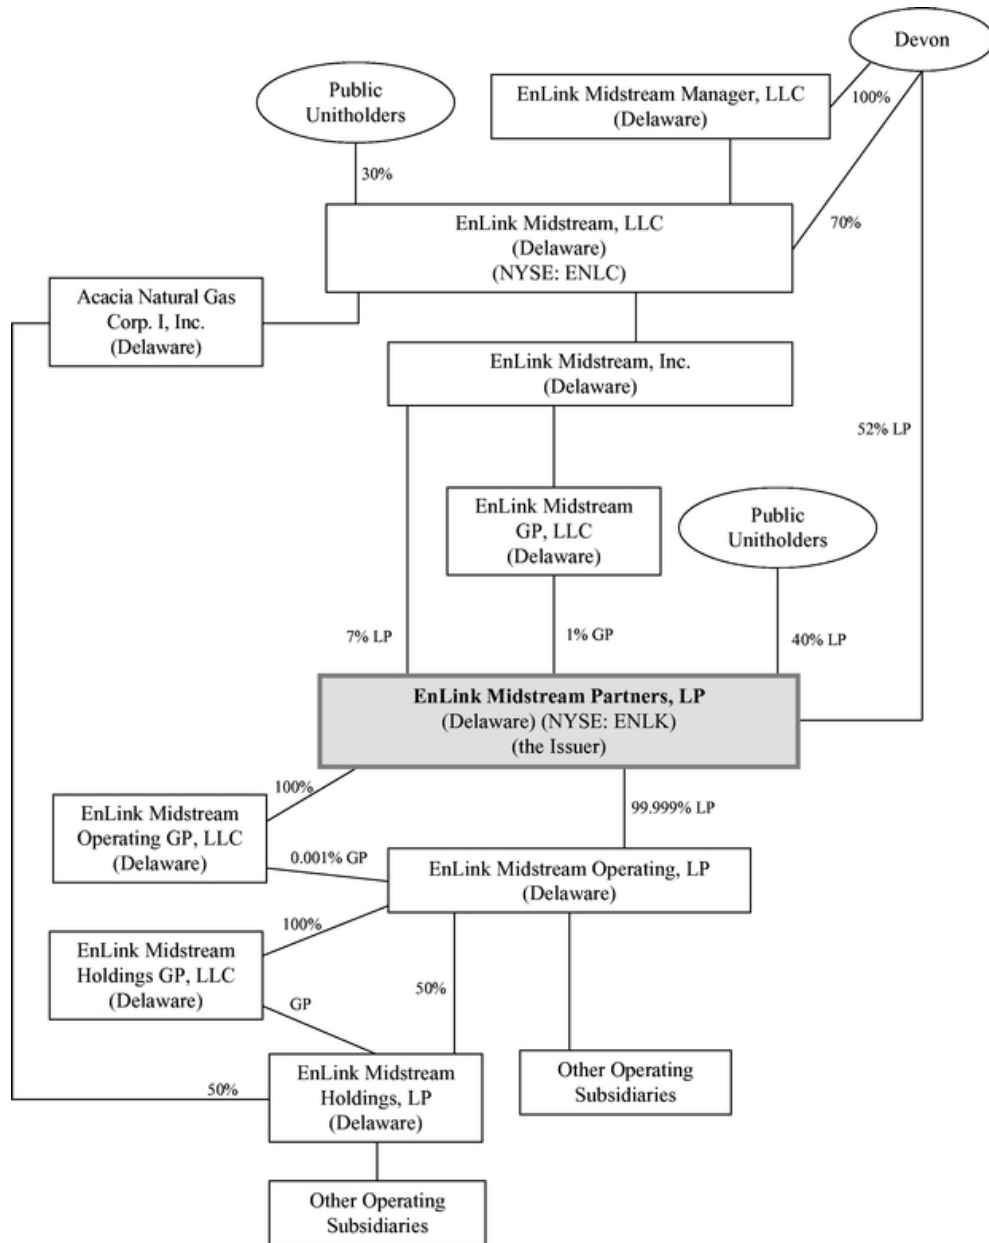 Devon
Public
Unitholders
EnLink Midstream Manager, LLC
(Delaware)
100%
30%
EnLink Midstream, LLC
(Delaware)
(NYSE: ENLC)
70%
Acacia Natural Gas
Corp. I, Inc.
(Delaware)
EnLink Midstream, Inc.
(Delaware)
52% LP
EnLink Midstream
GP, LLC
(Delaware)
Public
Unitholders
7% LP
1% GP
40% LP
EnLink Midstream Partners, LP
(Delaware) (NYSE: ENLK)
(the Issuer)
100%
99.999% LP
EnLink Midstream
Operating GP, LLC
(Delaware)
0.001% GP
EnLink Midstream Operating, LP
(Delaware)
100%
EnLink Midstream
Holdings GP, LLC
(Delaware)
50%
GP
50%
EnLink Midstream
Holdings, LP
(Delaware)
Other Operating
Subsidiaries
Other Operating
Subsidiaries